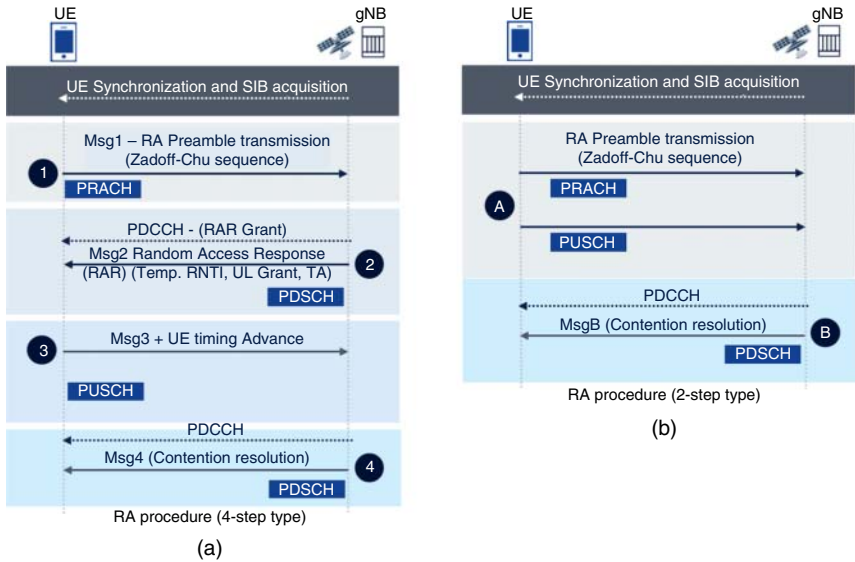 UE
gNB
UE Synchronization and SIB acquisition
Msg1 – RA Preamble transmission
(Zadoff-Chu sequence)
1
PRACH
PDCCH - (RAR Grant)
Msg2 Random Access Response
2
(RAR) (Temp. RNTI, UL Grant, TA)
PDSCH
Msg3 + UE timing Advance
3
PUSCH
PDCCH
Msg4 (Contention resolution)
4
PDSCH
RA procedure (4-step type)
(a)
UE
gNB
UE Synchronization and SIB acquisition
RA Preamble transmission
(Zadoff-Chu sequence)
PRACH
A
PUSCH
PDCCH
MsgB (Contention resolution)
B
PDSCH
RA procedure (2-step type)
(b)